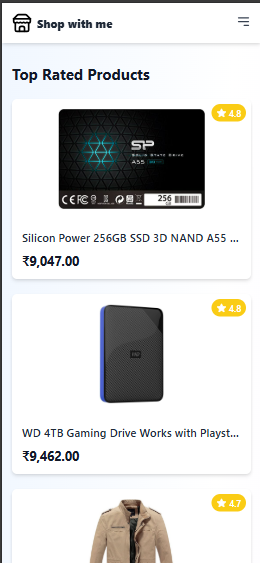 Shop with me
Top Rated Products
★ 4.8
SP
SOLID STATE DRIVE
A55
256
GB
Silicon Power 256GB SSD 3D NAND A55 ...
₹9,047.00
★ 4.8
WD
WD 4TB Gaming Drive Works with Playst...
₹9,462.00
★ 4.7